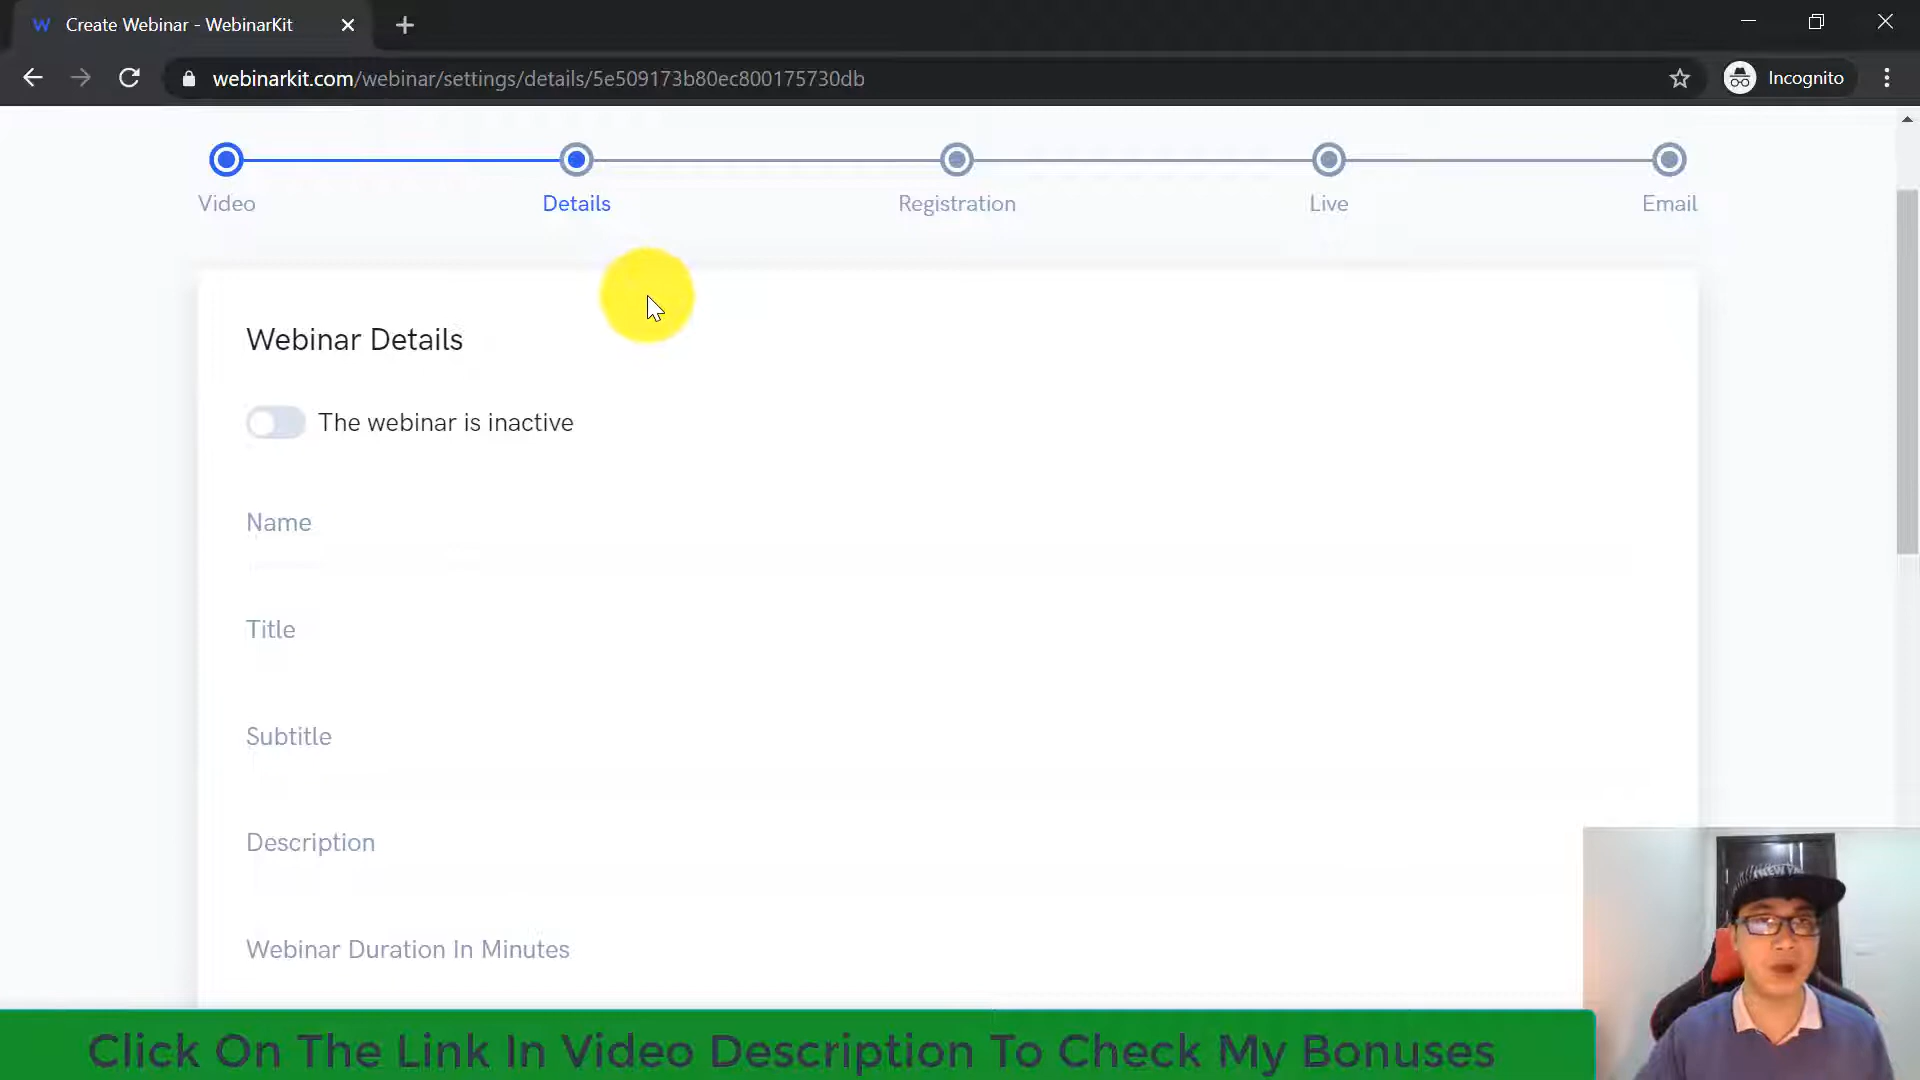 Create Webinar - WebinarKit
webinarkit.com/webinar/settings/details/5e509173b80ec800175730db
Incognito
Video
Details
Registration
Live
Email
Webinar Details
The webinar is inactive
Name
Title
Subtitle
Description
Webinar Duration In Minutes
Click On The Link In Video Description To Check My Bonuses